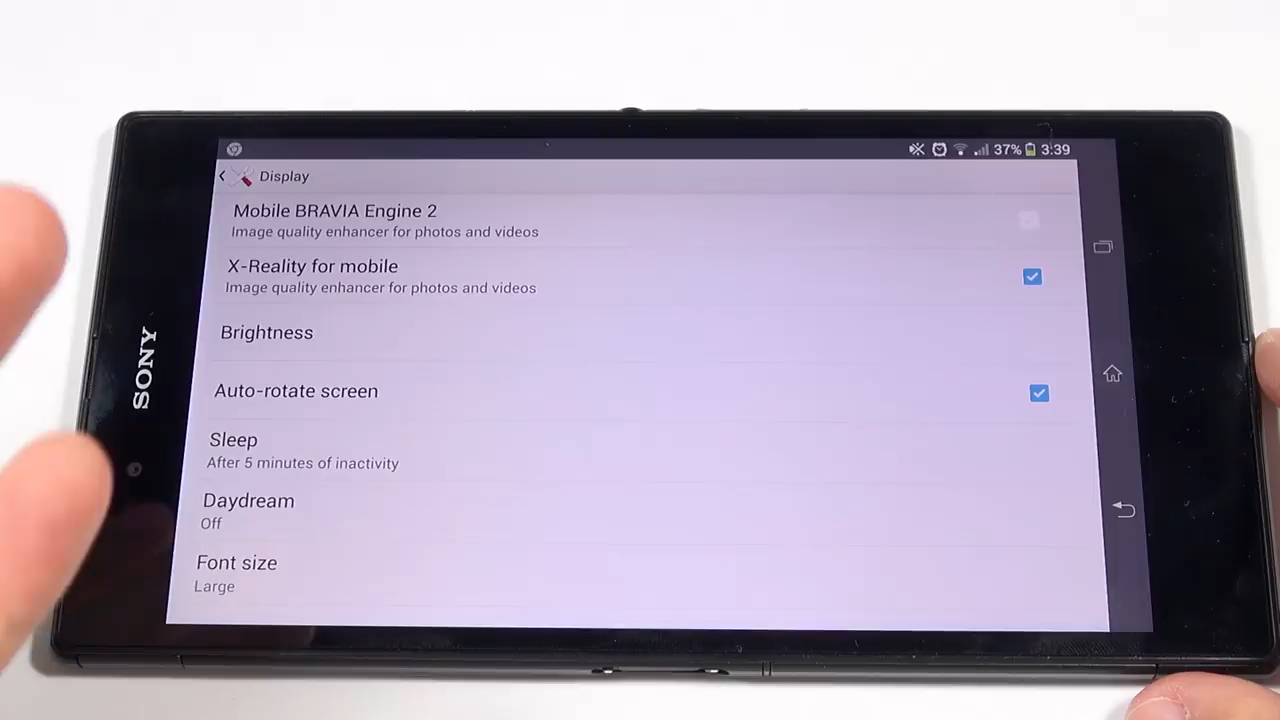 37% 3:39
Display
Mobile BRAVIA Engine 2
Image quality enhancer for photos and videos
X-Reality for mobile
Image quality enhancer for photos and videos
Brightness
Auto-rotate screen
Sleep
After 5 minutes of inactivity
Daydream
Off
Font size
Large
SONY